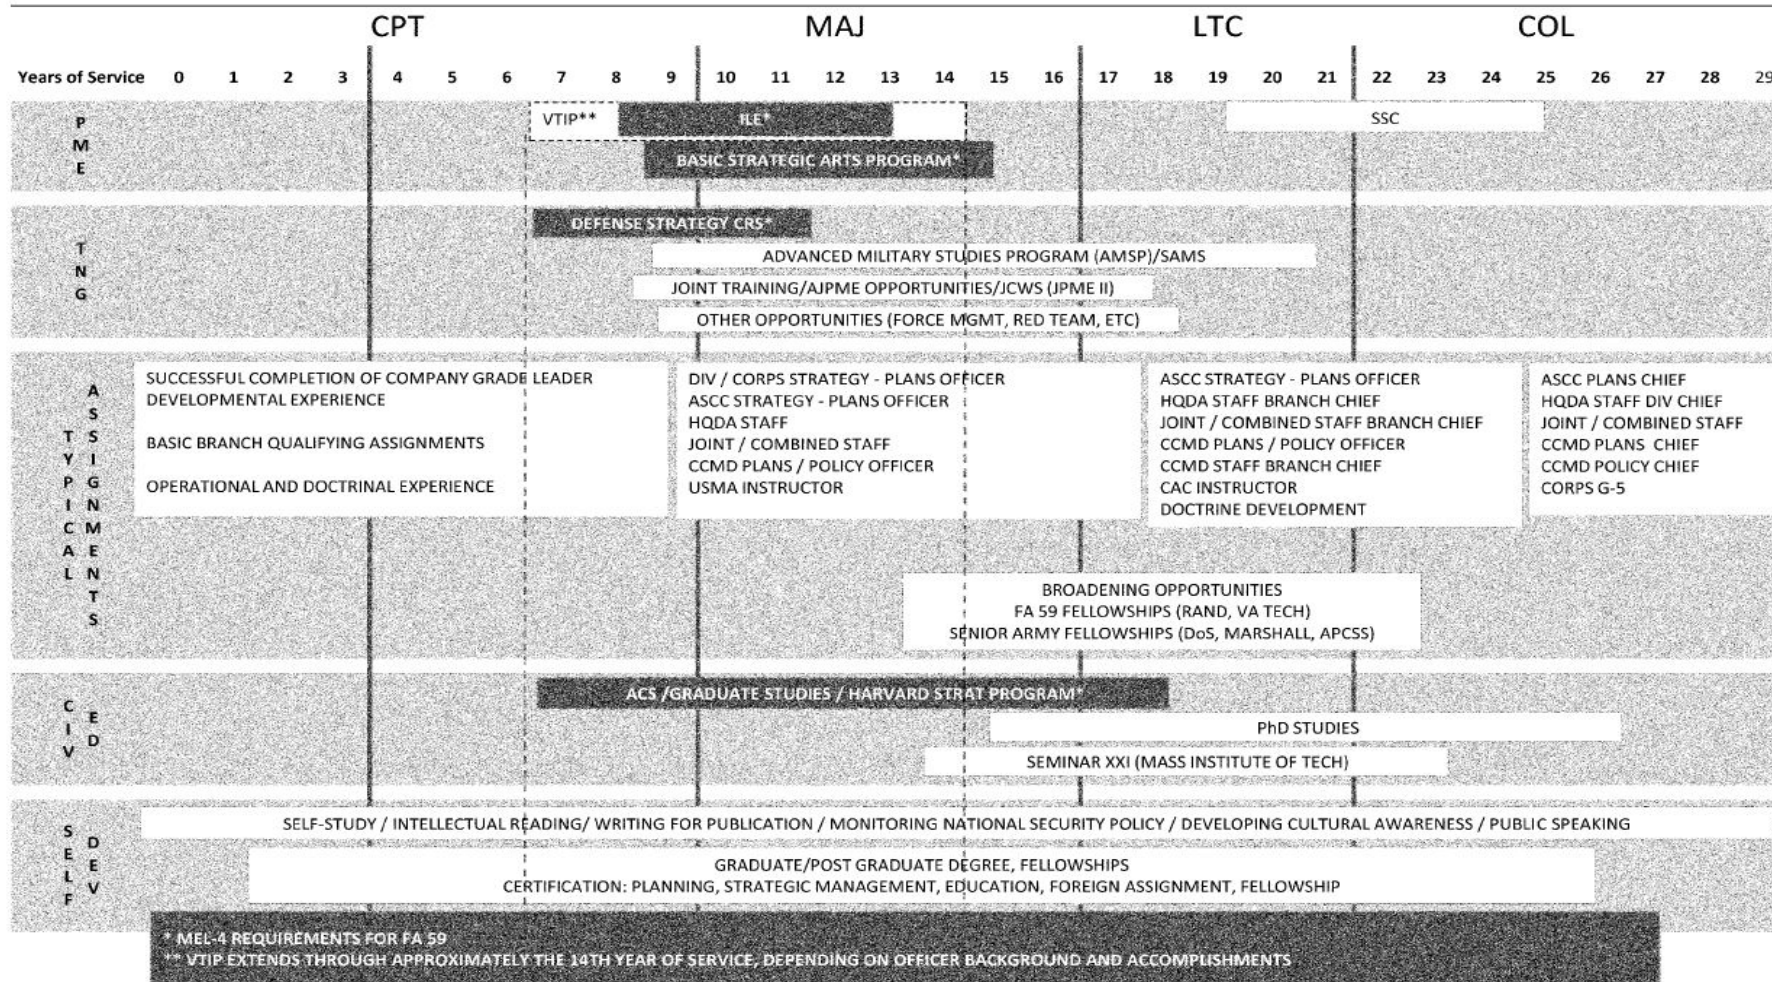 CPT MAJ LTC COL
Years of Service 0 1 2 3 4 5 6 7 8 9 10 11 12 13 14 15 16 17 18 19 20 21 22 23 24 25 26 27 28 29
PME
VTIP** ILE* SSC
BASIC STRATEGIC ARTS PROGRAM*
TNG
DEFENSE STRATEGY CRS*
ADVANCED MILITARY STUDIES PROGRAM (AMSP)/SAMS
JOINT TRAINING/AJPME OPPORTUNITIES/JCWS (JPME II)
OTHER OPPORTUNITIES (FORCE MGMT, RED TEAM, ETC)
TYPICAL
ASSIGNMENTS
SUCCESSFUL COMPLETION OF COMPANY GRADE LEADER
DEVELOPMENTAL EXPERIENCE
BASIC BRANCH QUALIFYING ASSIGNMENTS
OPERATIONAL AND DOCTRINAL EXPERIENCE
DIV / CORPS STRATEGY - PLANS OFFICER
ASCC STRATEGY - PLANS OFFICER
HQDA STAFF
JOINT / COMBINED STAFF
CCMD PLANS / POLICY OFFICER
USMA INSTRUCTOR
ASCC STRATEGY - PLANS OFFICER
HQDA STAFF BRANCH CHIEF
JOINT / COMBINED STAFF BRANCH CHIEF
CCMD PLANS / POLICY OFFICER
CCMD STAFF BRANCH CHIEF
CAC INSTRUCTOR
DOCTRINE DEVELOPMENT
ASCC PLANS CHIEF
HQDA STAFF DIV CHIEF
JOINT / COMBINED STAFF
CCMD PLANS CHIEF
CCMD POLICY CHIEF
CORPS G-5
BROADENING OPPORTUNITIES
FA 59 FELLOWSHIPS (RAND, VA TECH)
SENIOR ARMY FELLOWSHIPS (DoS, MARSHALL, APCSS)
CIV
ED
ACS /GRADUATE STUDIES / HARVARD STRAT PROGRAM*
PhD STUDIES
SEMINAR XXI (MASS INSTITUTE OF TECH)
SELF
DEV
SELF-STUDY / INTELLECTUAL READING/ WRITING FOR PUBLICATION / MONITORING NATIONAL SECURITY POLICY / DEVELOPING CULTURAL AWARENESS / PUBLIC SPEAKING
GRADUATE/POST GRADUATE DEGREE, FELLOWSHIPS
CERTIFICATION: PLANNING, STRATEGIC MANAGEMENT, EDUCATION, FOREIGN ASSIGNMENT, FELLOWSHIP
* MEL-4 REQUIREMENTS FOR FA 59
** VTIP EXTENDS THROUGH APPROXIMATELY THE 14TH YEAR OF SERVICE, DEPENDING ON OFFICER BACKGROUND AND ACCOMPLISHMENTS